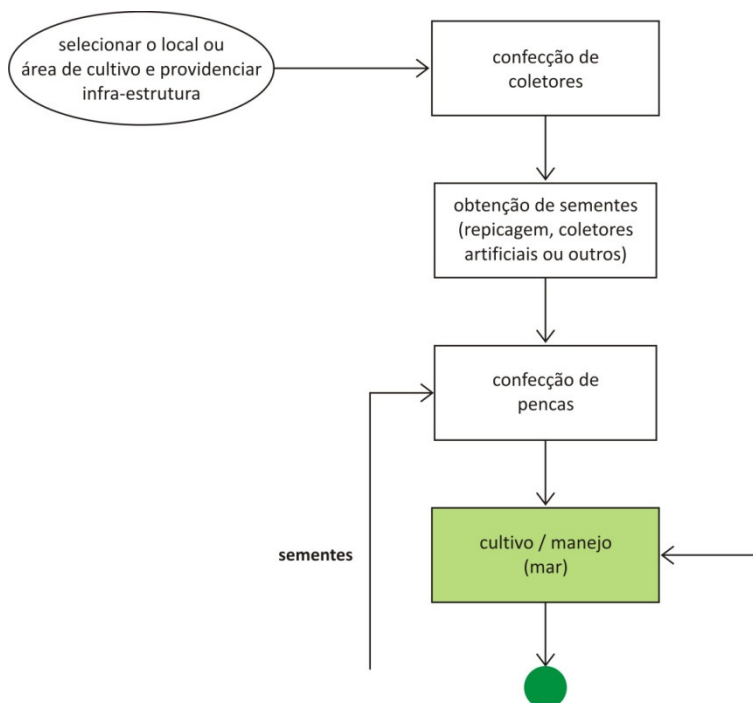 selecionar o local ou
área de cultivo e providenciar
infra-estrutura
confecção de
coletores
obtenção de sementes
(repicagem, coletores
artificiais ou outros)
confecção de
pencas
sementes
cultivo / manejo
(mar)